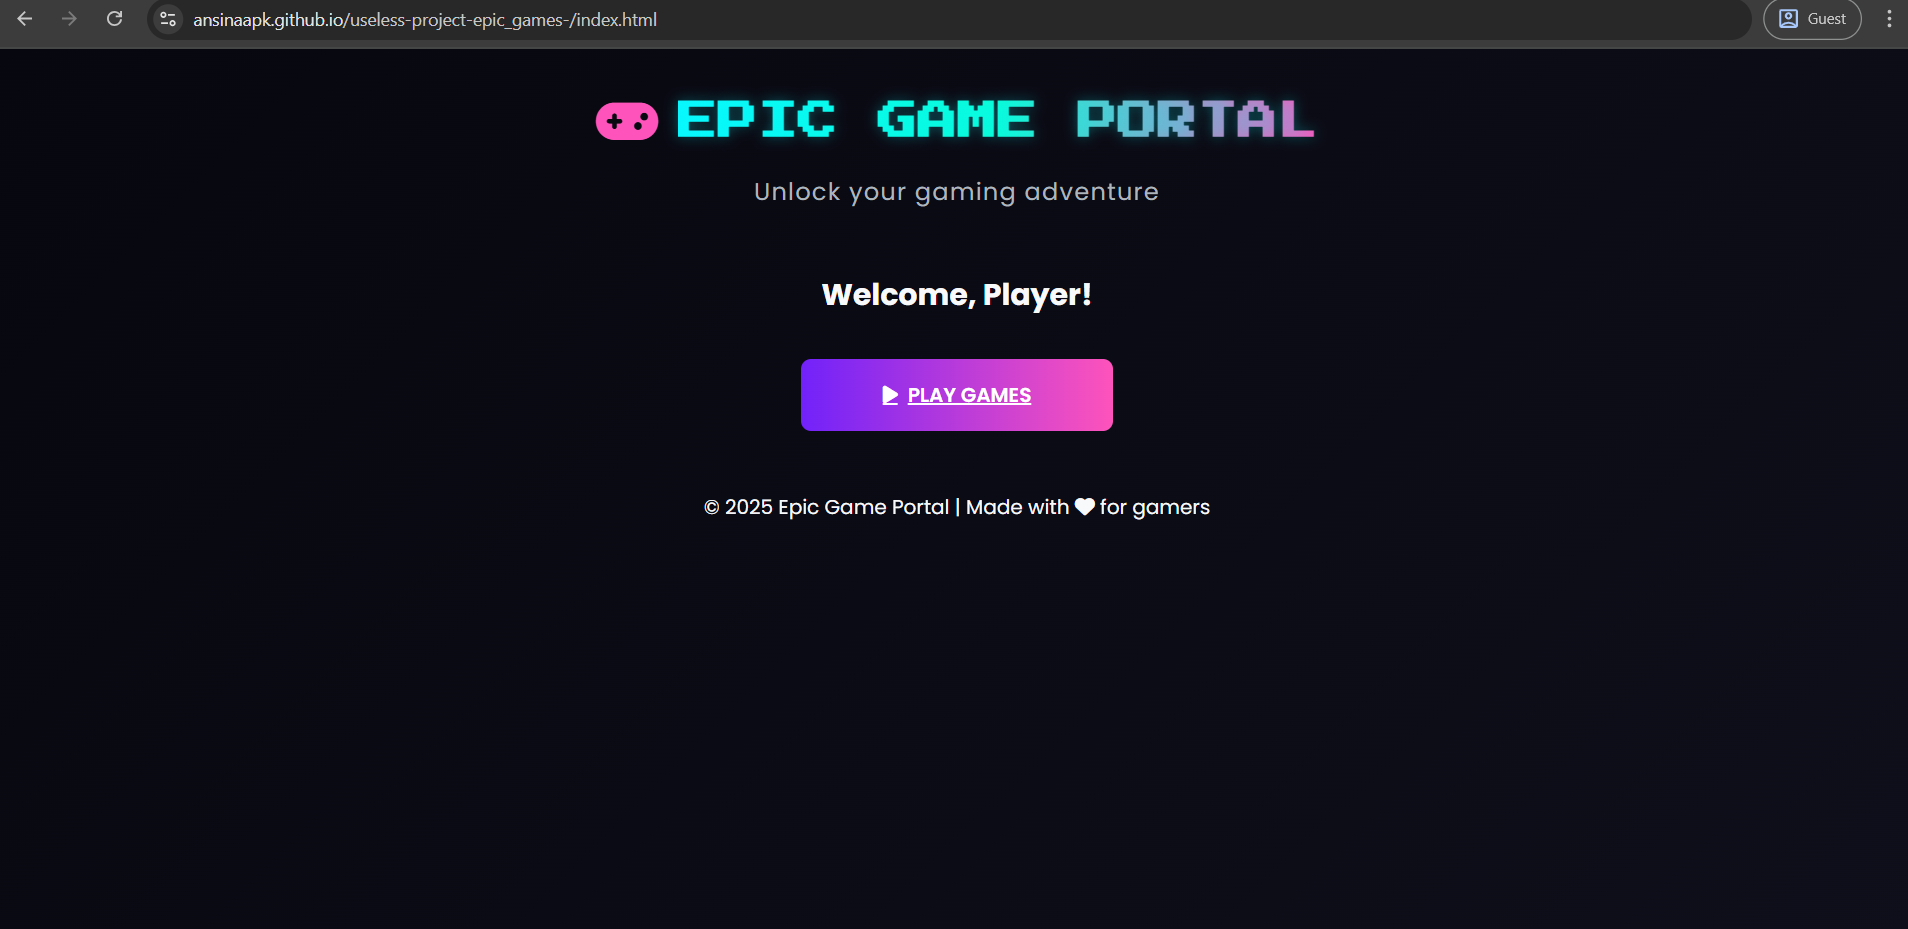 ansinaapk.github.io/useless-project-epic_games-/index.html
Guest
EPIC GAME PORTAL
Unlock your gaming adventure
Welcome, Player!
PLAY GAMES
© 2025 Epic Game Portal | Made with for gamers